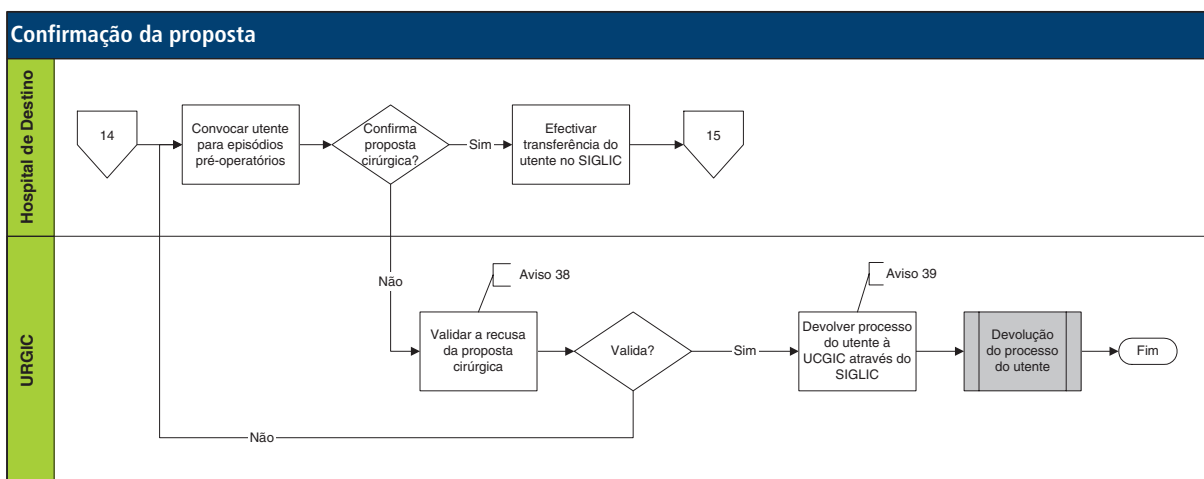 Confirmação da proposta
Hospital de Destino
14
Convocar utente
para episódios
pré-operatórios
Confirma
proposta
cirúrgica?
Sim
Efectivar
transferência do
utente no SIGLIC
15
URGIC
Não
Aviso 38
Validar a recusa
da proposta
cirúrgica
Valida?
Sim
Aviso 39
Devolver processo
do utente à
UCGIC através do
SIGLIC
Devolução
do processo
do utente
Fim
Não